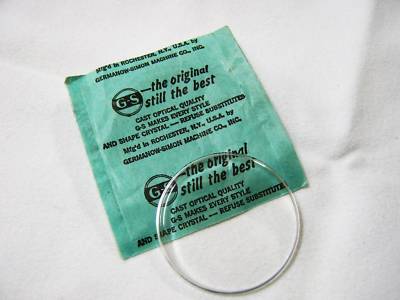 Mfg'd in ROCHESTER, N.Y., U.S.A. by
GERMANOW-SIMON MACHINE CO., INC.
G-S
—the original
still the best
CAST OPTICAL QUALITY
G-S MAKES EVERY STYLE
AND SHAPE CRYSTAL — REFUSE SUBSTITUTES
Mfg'd in ROCHESTER, N.Y., U.S.A. by
GERMANOW-SIMON MACHINE CO., INC.
G-S
—the original
still the best
CAST OPTICAL QUALITY
G-S MAKES EVERY STYLE
AND SHAPE CRYSTAL — REFUSE SUBSTITUTES